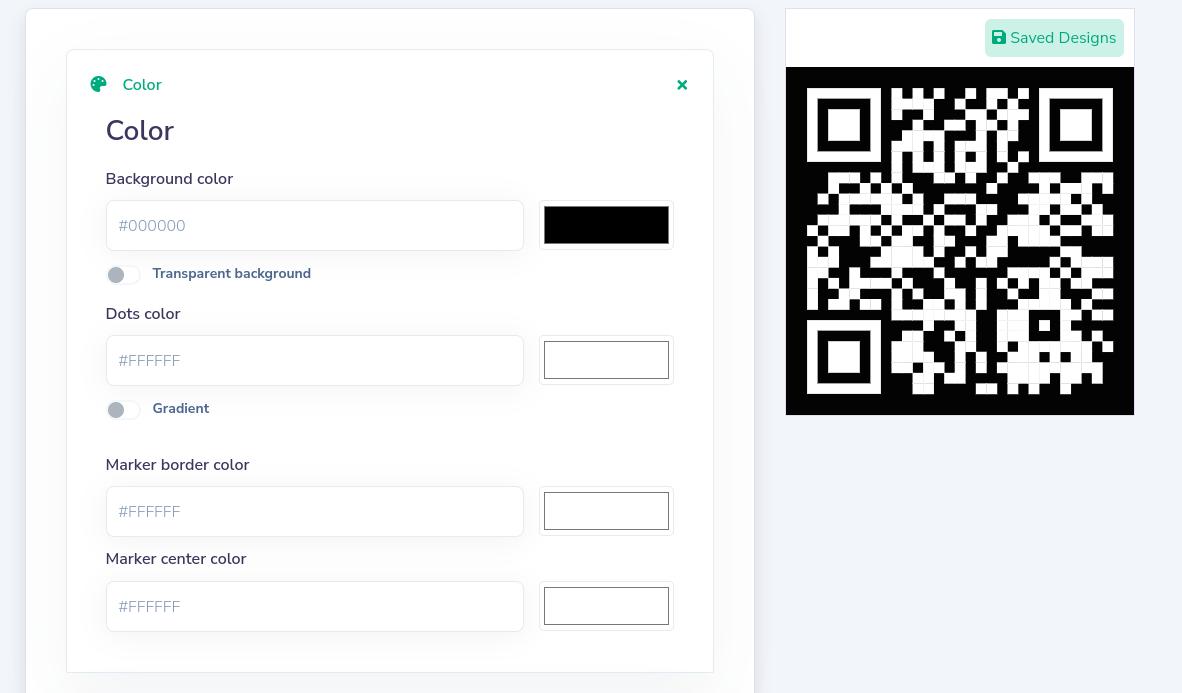 Saved Designs
Color
Color
Background color
#000000
Transparent background
Dots color
#FFFFFF
Gradient
Marker border color
#FFFFFF
Marker center color
#FFFFFF